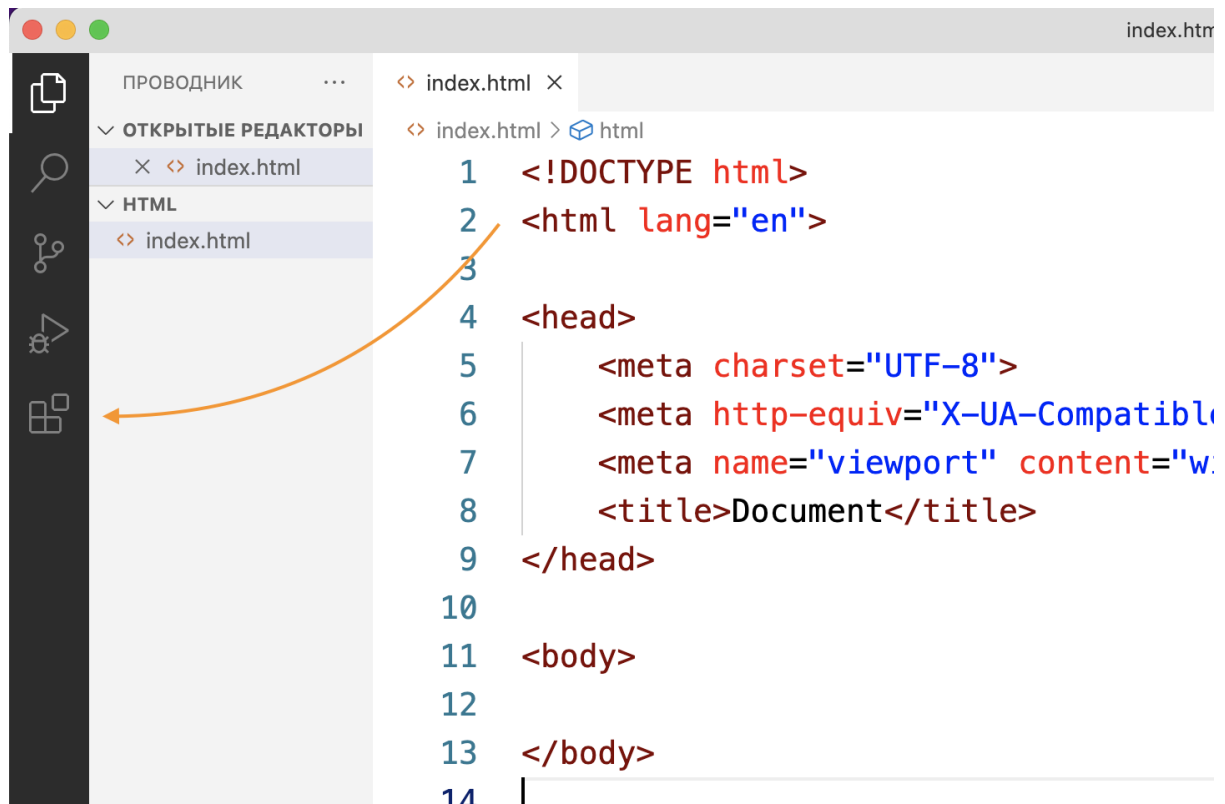 index.htm
ПРОВОДНИК ...
index.html
ОТКРЫТЫЕ РЕДАКТОРЫ
index.html
HTML
index.html
index.html > html
1 <!DOCTYPE html>
2 <html lang="en">
3
4 <head>
5 <meta charset="UTF-8">
6 <meta http-equiv="X-UA-Compatible
7 <meta name="viewport" content="wi
8 <title>Document</title>
9 </head>
10
11 <body>
12
13 </body>
14